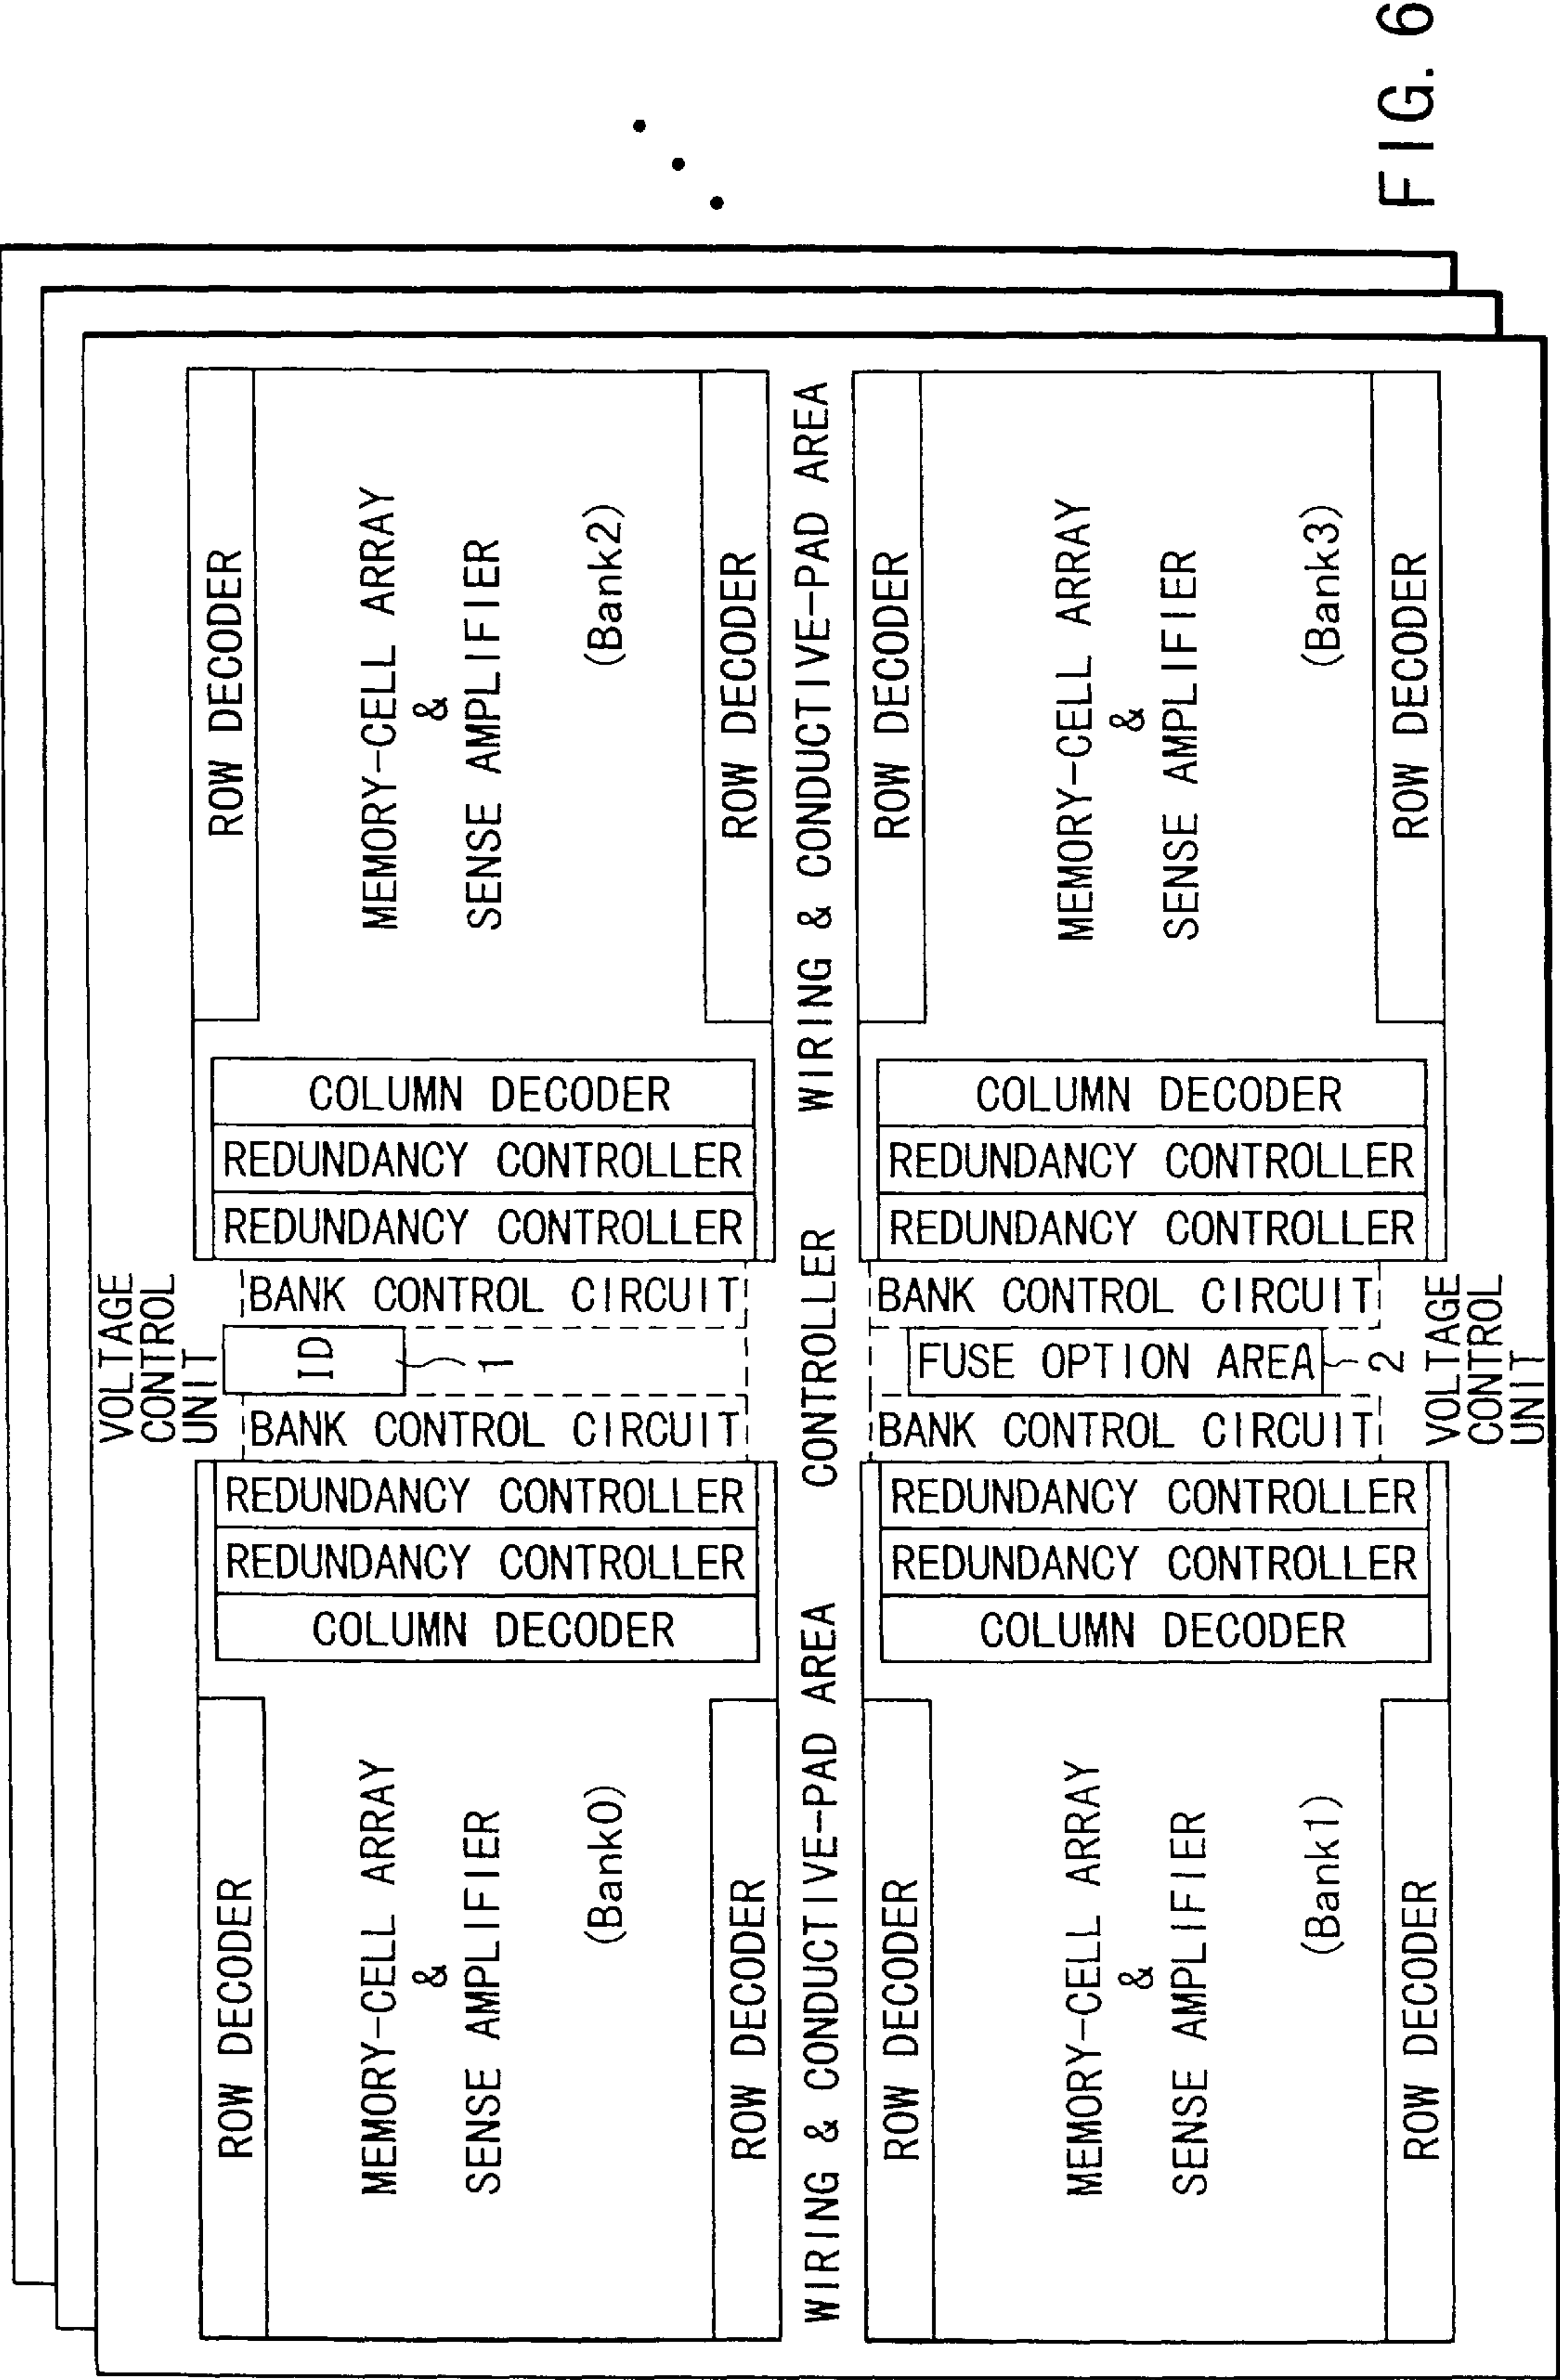 VOLTAGE
CONTROL
UNIT
ROW DECODER
MEMORY-CELL ARRAY
&
SENSE AMPLIFIER
(Bank0)
ROW DECODER
COLUMN DECODER
REDUNDANCY CONTROLLER
REDUNDANCY CONTROLLER
BANK CONTROL CIRCUIT
ID
1
BANK CONTROL CIRCUIT
REDUNDANCY CONTROLLER
REDUNDANCY CONTROLLER
COLUMN DECODER
ROW DECODER
MEMORY-CELL ARRAY
&
SENSE AMPLIFIER
(Bank2)
ROW DECODER
WIRING & CONDUCTIVE-PAD AREA
CONTROLLER
WIRING & CONDUCTIVE-PAD AREA
ROW DECODER
MEMORY-CELL ARRAY
&
SENSE AMPLIFIER
(Bank1)
ROW DECODER
COLUMN DECODER
REDUNDANCY CONTROLLER
REDUNDANCY CONTROLLER
BANK CONTROL CIRCUIT
FUSE OPTION AREA
2
BANK CONTROL CIRCUIT
REDUNDANCY CONTROLLER
REDUNDANCY CONTROLLER
COLUMN DECODER
ROW DECODER
MEMORY-CELL ARRAY
&
SENSE AMPLIFIER
(Bank3)
ROW DECODER
VOLTAGE
CONTROL
UNIT
FIG. 6